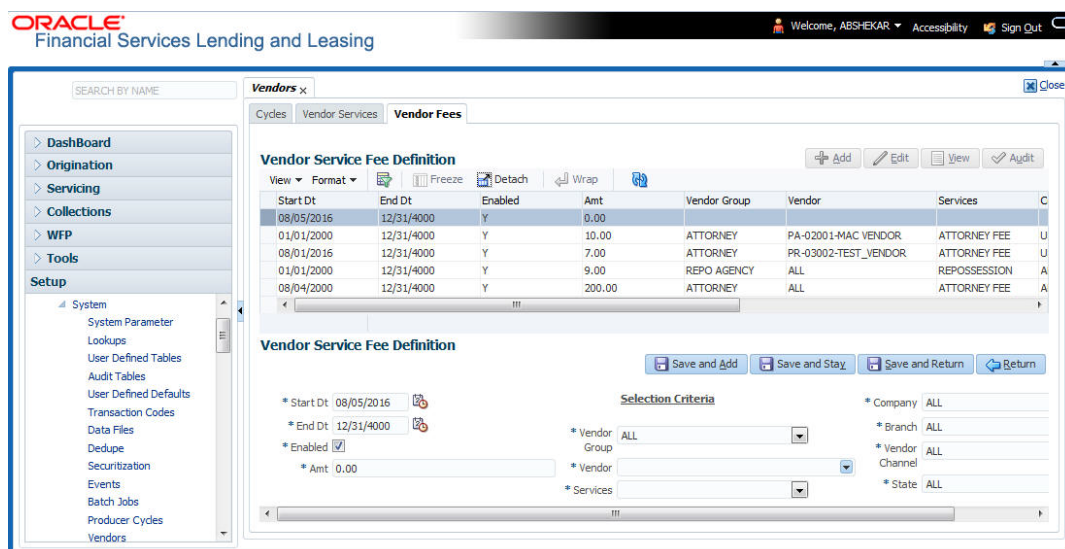 ORACLE
Financial Services Lending and Leasing
Welcome, ABSHEKAR Accessibility Sign Out
SEARCH BY NAME
DashBoard
Origination
Servicing
Collections
WFP
Tools
Setup
System
System Parameter
Lookups
User Defined Tables
Audit Tables
User Defined Defaults
Transaction Codes
Data Files
Dedupe
Securitization
Events
Batch Jobs
Producer Cycles
Vendors
Vendors x
Close
Cycles Vendor Services Vendor Fees
Vendor Service Fee Definition
Add Edit View Audit
View Format Freeze Detach Wrap
Start Dt End Dt Enabled Amt Vendor Group Vendor Services C
08/05/2016 12/31/4000 Y 0.00
01/01/2000 12/31/4000 Y 10.00 ATTORNEY PA-02001-MAC VENDOR ATTORNEY FEE U
08/01/2016 12/31/4000 Y 7.00 ATTORNEY PR-03002-TEST_VENDOR ATTORNEY FEE U
01/01/2000 12/31/4000 Y 9.00 REPO AGENCY ALL REPOSSESSION A
08/04/2000 12/31/4000 Y 200.00 ATTORNEY ALL ATTORNEY FEE A
Vendor Service Fee Definition
Save and Add Save and Stay Save and Return Return
* Start Dt 08/05/2016
* End Dt 12/31/4000
* Enabled
* Amt 0.00
Selection Criteria
* Vendor Group ALL
* Vendor
* Services
* Company ALL
* Branch ALL
* Vendor Channel ALL
* State ALL